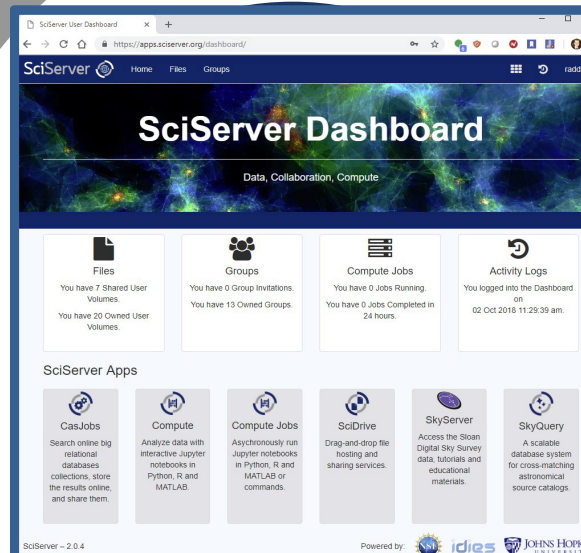 SciServer User Dashboard
https://apps.sciserver.org/dashboard/
SciServer Home Files Groups
SciServer Dashboard
Data, Collaboration, Compute
Files
You have 7 Shared User
Volumes.
You have 20 Owned User
Volumes.
Groups
You have 0 Group Invitations.
You have 13 Owned Groups.
Compute Jobs
You have 0 Jobs Running.
You have 0 Jobs Completed in
24 hours.
Activity Logs
You logged into the Dashboard
on
02 Oct 2018 11:29:39 am.
SciServer Apps
CasJobs
Search online big
relational
databases
collections, store
the results online,
and share them.
Compute
Analyze data with
interactive Jupyter
notebooks in
Python, R and
MATLAB.
Compute Jobs
Asychronously run
Jupyter notebooks
in Python, R and
MATLAB or
commands.
SciDrive
Drag-and-drop file
hosting and
sharing services.
SkyServer
Access the Sloan
Digital Sky Survey
data, tutorials and
educational
materials.
SkyQuery
A scalable
database system
for cross-matching
astronomical
source catalogs.
SciServer – 2.0.4
Powered by:
NSF
idies
JOHNS HOPK
UNIVERSIT